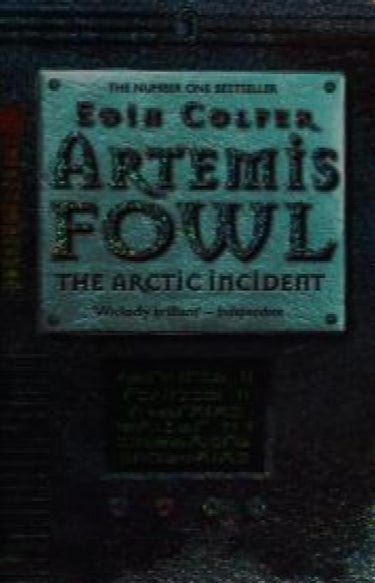 THE NUMBER ONE BESTSELLER
EOIN COLFER
ARTEMIS
FOWL
THE ARCTIC INCIDENT
'Wickedly brilliant' – Independent